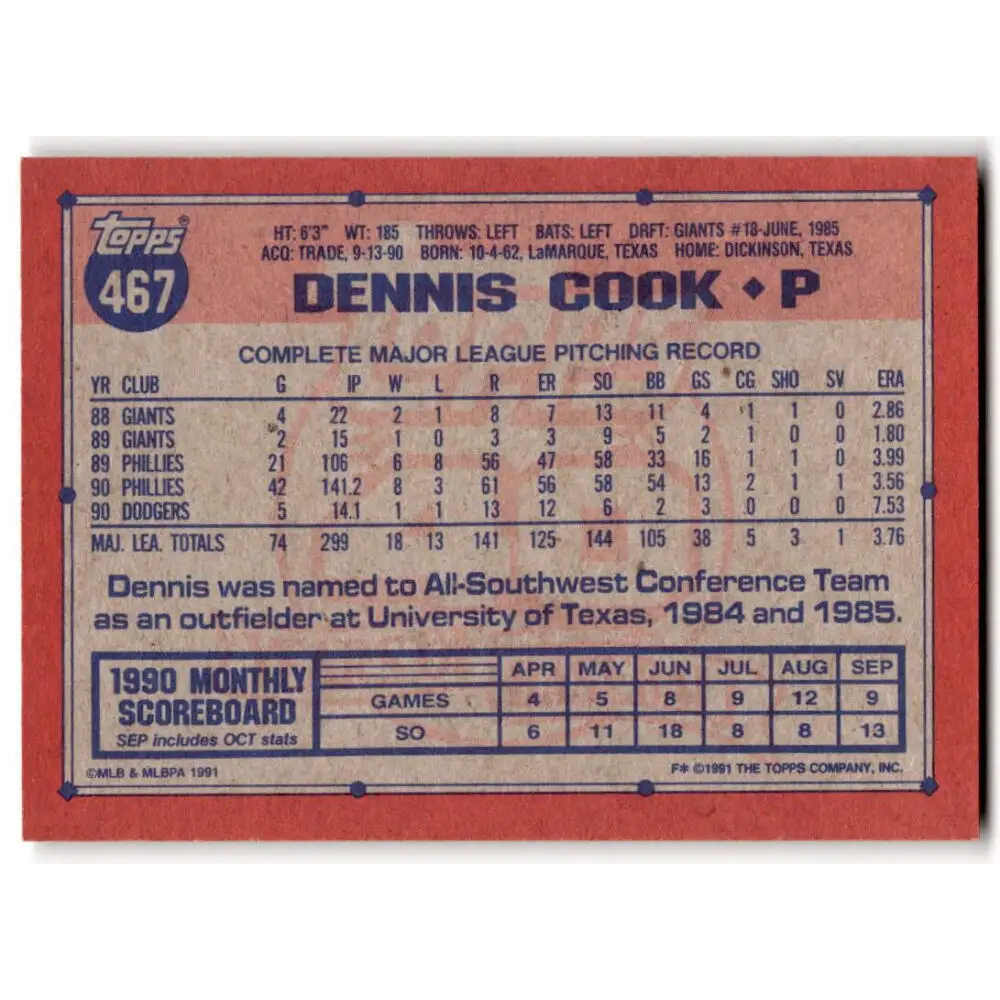 topps®
467
HT: 6'3" WT: 185 THROWS: LEFT BATS: LEFT DRFT: GIANTS #18-JUNE, 1985
ACQ: TRADE, 9-13-90 BORN: 10-4-62, LaMARQUE, TEXAS HOME: DICKINSON, TEXAS
DENNIS COOK ♦ P
COMPLETE MAJOR LEAGUE PITCHING RECORD
YR CLUB G IP W L R ER SO BB GS CG SHO SV ERA
88 GIANTS 4 22 2 1 8 7 13 11 4 1 1 0 2.86
89 GIANTS 2 15 1 0 3 3 9 5 2 1 0 0 1.80
89 PHILLIES 21 106 6 8 56 47 58 33 16 1 1 0 3.99
90 PHILLIES 42 141.2 8 3 61 56 58 54 13 2 1 1 3.56
90 DODGERS 5 14.1 1 1 13 12 6 2 3 0 0 0 7.53
MAJ. LEA. TOTALS 74 299 18 13 141 125 144 105 38 5 3 1 3.76
Dennis was named to All-Southwest Conference Team
as an outfielder at University of Texas, 1984 and 1985.
1990 MONTHLY
SCOREBOARD
SEP includes OCT stats
APR MAY JUN JUL AUG SEP
GAMES 4 5 8 9 12 9
SO 6 11 18 8 8 13
©MLB & MLBPA 1991
F* ©1991 THE TOPPS COMPANY, INC.